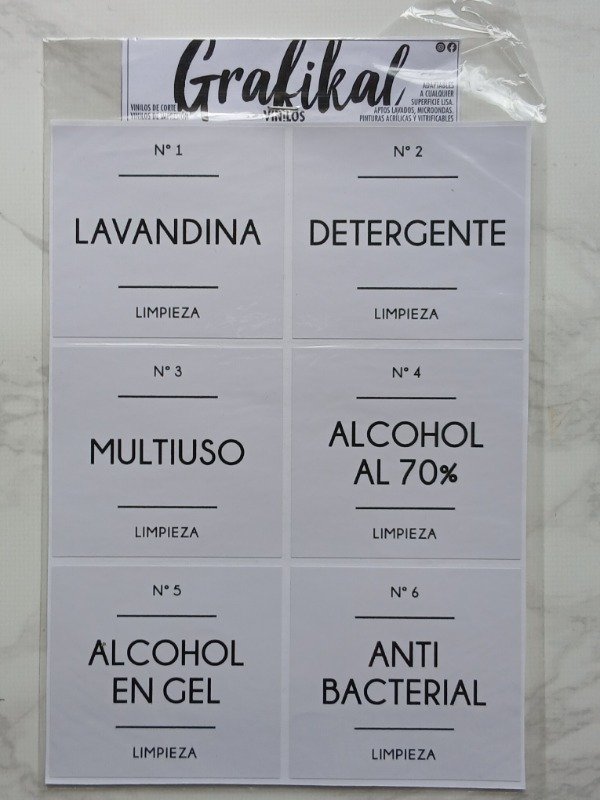 Grafikal
VINILOS
VINILOS DE CORTE
ADAPTABLES
A CUALQUIER
SUPERFICIE LISA.
APTOS LAVADOS, MICROONDAS.
PINTURAS ACRÍLICAS Y VITRIFICABLES
N° 1
LAVANDINA
LIMPIEZA
N° 2
DETERGENTE
LIMPIEZA
N° 3
MULTIUSO
LIMPIEZA
N° 4
ALCOHOL
AL 70%
LIMPIEZA
N° 5
ALCOHOL
EN GEL
LIMPIEZA
N° 6
ANTI
BACTERIAL
LIMPIEZA